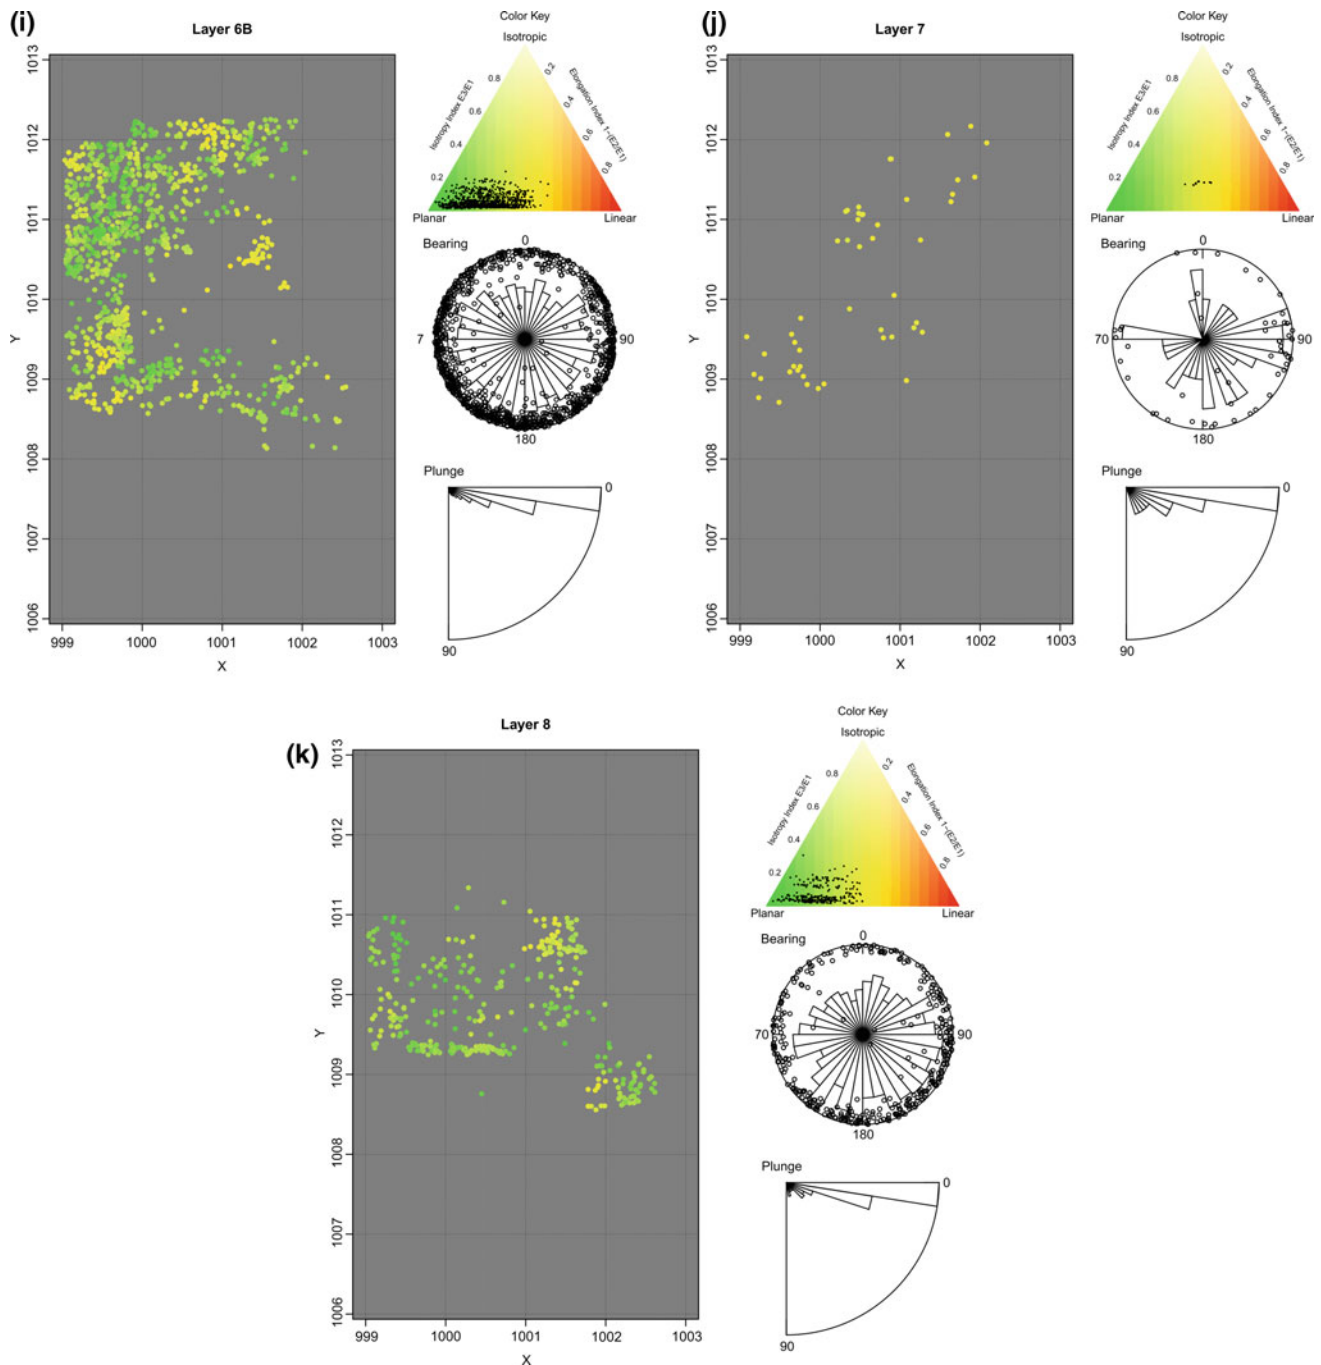 (i)
Layer 6B
1013
1012
1011
1010
1009
1008
1007
1006
Y
999
1000
1001
1002
1003
X
Color Key
Isotropic
0.8
0.6
0.4
0.2
Isotropy Index E3/E1
0.2
0.4
0.6
0.8
Elongation Index 1-(E2/E1)
Planar
Linear
Bearing
0
7
90
180
Plunge
0
90
(j)
Layer 7
1013
1012
1011
1010
1009
1008
1007
1006
Y
999
1000
1001
1002
1003
X
Color Key
Isotropic
0.8
0.6
0.4
0.2
Isotropy Index E3/E1
0.2
0.4
0.6
0.8
Elongation Index 1-(E2/E1)
Planar
Linear
Bearing
0
70
90
180
Plunge
0
90
(k)
Layer 8
1013
1012
1011
1010
1009
1008
1007
1006
Y
999
1000
1001
1002
1003
X
Color Key
Isotropic
0.8
0.6
0.4
0.2
Isotropy Index E3/E1
0.2
0.4
0.6
0.8
Elongation Index 1-(E2/E1)
Planar
Linear
Bearing
0
70
90
180
Plunge
0
90